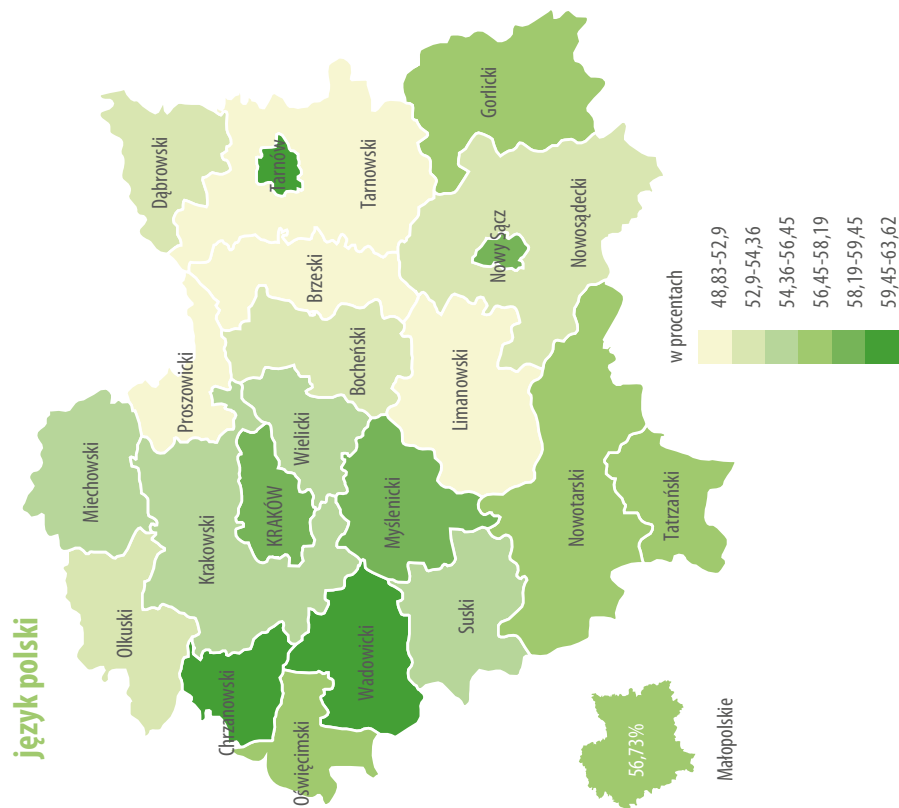 język polski
Olkuski
Miechowski
Chrzanowski
Krakowski
Proszowicki
Dąbrowski
Oświęcimski
Wadowicki
KRAKÓW
Wielicki
Bocheński
Brzeski
Tarnów
Tarnowski
Suski
Myślenicki
Limanowski
Nowy Sącz
Nowosądecki
Gorlicki
Nowotarski
Tatrzański
56,73%
Małopolskie
w procentach
48,83-52,9
52,9-54,36
54,36-56,45
56,45-58,19
58,19-59,45
59,45-63,62